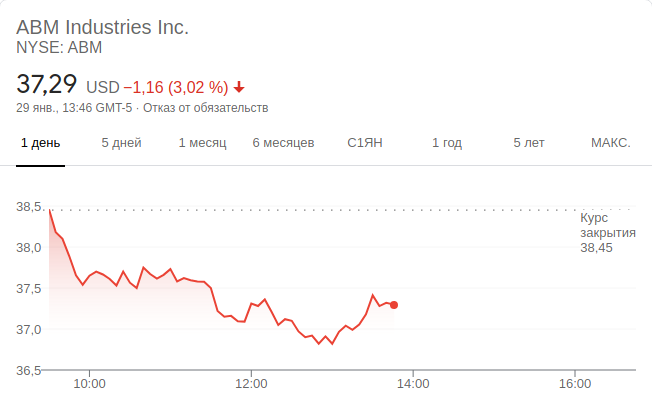 ABM Industries Inc.
NYSE: ABM
37,29 USD −1,16 (3,02 %)
29 янв., 13:46 GMT-5 · Отказ от обязательств
1 день 5 дней 1 месяц 6 месяцев С1ЯН 1 год 5 лет МАКС.
38,5
Курс
закрытия
38,45
38,0
37,5
37,0
36,5
10:00 12:00 14:00 16:00